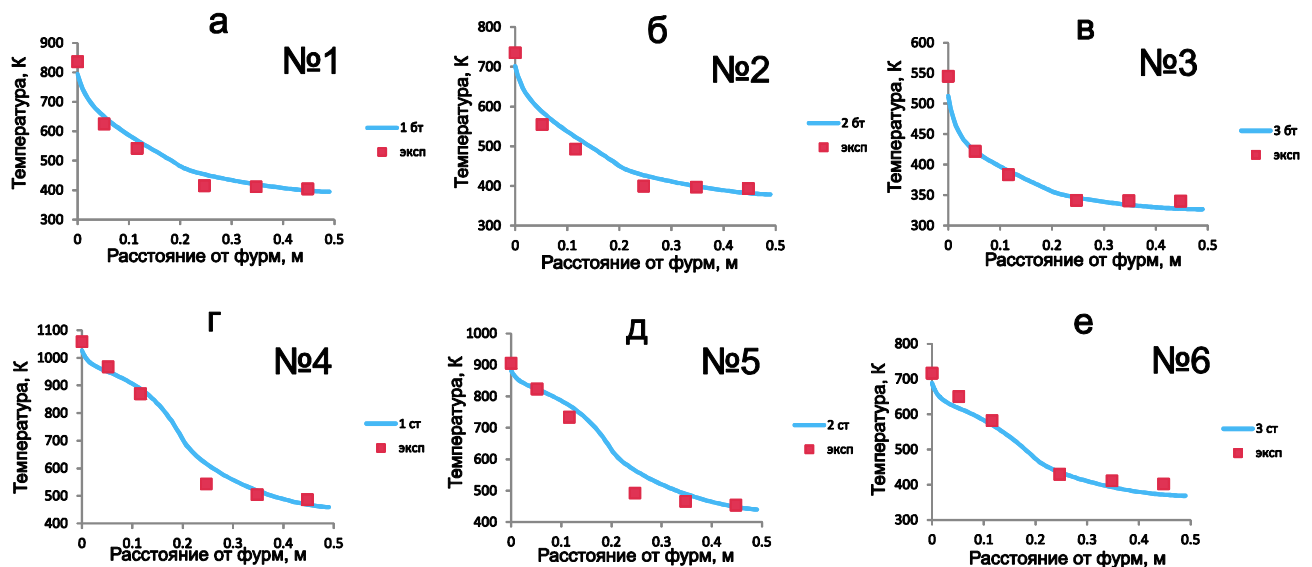 а
№1
Температура, К
900
800
700
600
500
400
300
0
0.1
0.2
0.3
0.4
0.5
Расстояние от фурм, м
1 бт
эксп
б
№2
Температура, К
800
700
600
500
400
300
0
0.1
0.2
0.3
0.4
0.5
Расстояние от фурм, м
2 бт
эксп
в
№3
Температура, К
600
550
500
450
400
350
300
0
0.1
0.2
0.3
0.4
0.5
Расстояние от фурм, м
3 бт
эксп
г
№4
Температура, К
1100
1000
900
800
700
600
500
400
0
0.1
0.2
0.3
0.4
0.5
Расстояние от фурм, м
1 ст
эксп
д
№5
Температура, К
1000
900
800
700
600
500
400
0
0.1
0.2
0.3
0.4
0.5
Расстояние от фурм, м
2 ст
эксп
е
№6
Температура, К
800
700
600
500
400
300
0
0.1
0.2
0.3
0.4
0.5
Расстояние от фурм, м
3 ст
эксп